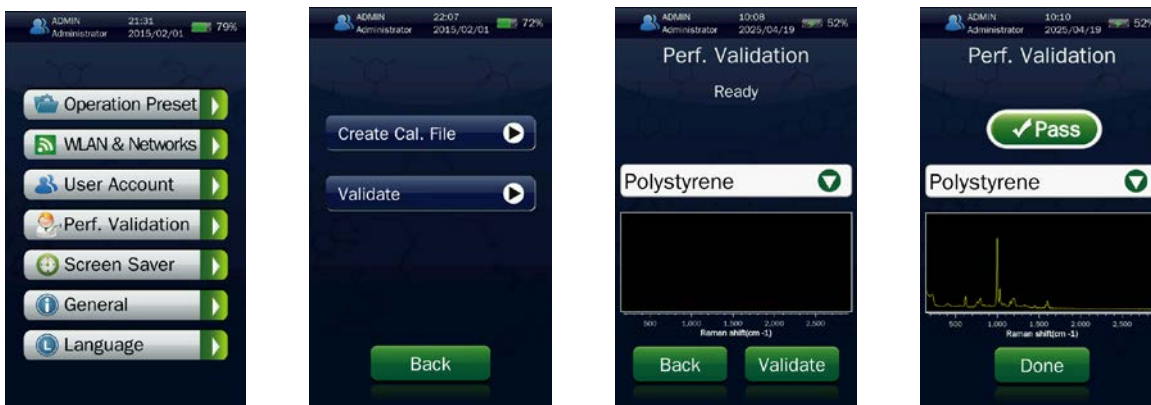 ADMIN 21:31 79%
Administrator 2015/02/01
Operation Preset
WLAN & Networks
User Account
Perf. Validation
Screen Saver
General
Language
ADMIN 22:07 72%
Administrator 2015/02/01
Create Cal. File
Validate
Back
ADMIN 10:08 52%
Administrator 2025/04/19
Perf. Validation
Ready
Polystyrene
500 1,000 1,500 2,000 2,500
Raman shift(cm -1)
Back Validate
ADMIN 10:10 52%
Administrator 2025/04/19
Perf. Validation
Pass
Polystyrene
500 1,000 1,500 2,000 2,500
Raman shift(cm -1)
Done